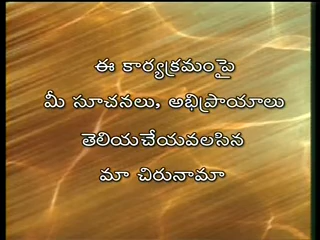 ఈ కార్యక్రమంపై
మీ సూచనలు, అభిప్రాయాలు
తెలియచేయవలసిన
మా చిరునామా